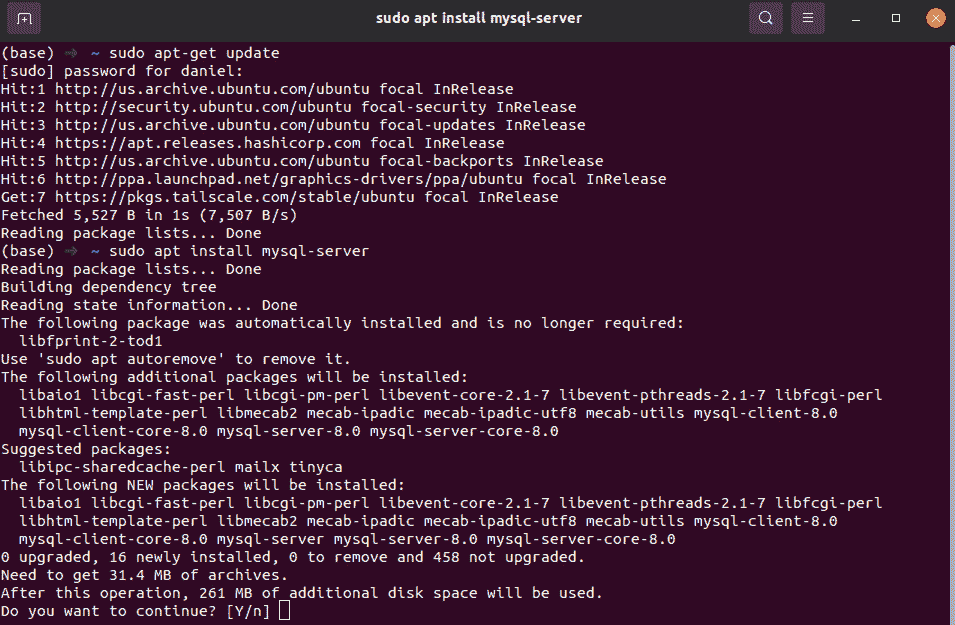 sudo apt install mysql-server
(base) ➜ ~ sudo apt-get update
[sudo] password for daniel:
Hit:1 http://us.archive.ubuntu.com/ubuntu focal InRelease
Hit:2 http://security.ubuntu.com/ubuntu focal-security InRelease
Hit:3 http://us.archive.ubuntu.com/ubuntu focal-updates InRelease
Hit:4 https://apt.releases.hashicorp.com focal InRelease
Hit:5 http://us.archive.ubuntu.com/ubuntu focal-backports InRelease
Hit:6 http://ppa.launchpad.net/graphics-drivers/ppa/ubuntu focal InRelease
Get:7 https://pkgs.tailscale.com/stable/ubuntu focal InRelease
Fetched 5,527 B in 1s (7,507 B/s)
Reading package lists... Done
(base) ➜ ~ sudo apt install mysql-server
Reading package lists... Done
Building dependency tree
Reading state information... Done
The following package was automatically installed and is no longer required:
  libfprint-2-tod1
Use 'sudo apt autoremove' to remove it.
The following additional packages will be installed:
  libaio1 libcgi-fast-perl libcgi-pm-perl libevent-core-2.1-7 libevent-pthreads-2.1-7 libfcgi-perl
  libhtml-template-perl libmecab2 mecab-ipadic mecab-ipadic-utf8 mecab-utils mysql-client-8.0
  mysql-client-core-8.0 mysql-server-8.0 mysql-server-core-8.0
Suggested packages:
  libipc-sharedcache-perl mailx tinyca
The following NEW packages will be installed:
  libaio1 libcgi-fast-perl libcgi-pm-perl libevent-core-2.1-7 libevent-pthreads-2.1-7 libfcgi-perl
  libhtml-template-perl libmecab2 mecab-ipadic mecab-ipadic-utf8 mecab-utils mysql-client-8.0
  mysql-client-core-8.0 mysql-server mysql-server-8.0 mysql-server-core-8.0
0 upgraded, 16 newly installed, 0 to remove and 458 not upgraded.
Need to get 31.4 MB of archives.
After this operation, 261 MB of additional disk space will be used.
Do you want to continue? [Y/n]